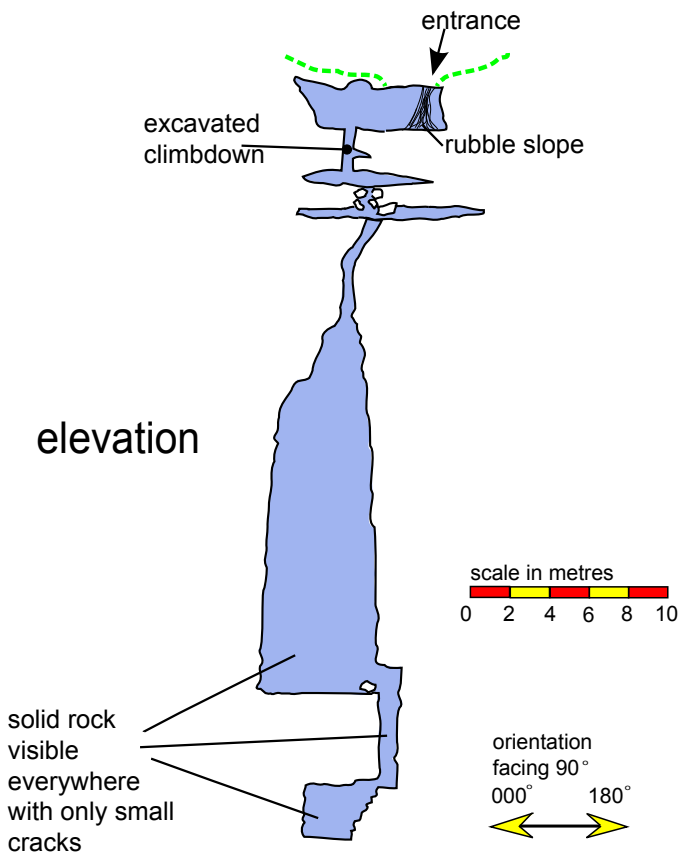 entrance
excavated
climbdown
rubble slope
elevation
scale in metres
0 2 4 6 8 10
solid rock
visible
everywhere
with only small
cracks
orientation
facing 90°
000° 180°